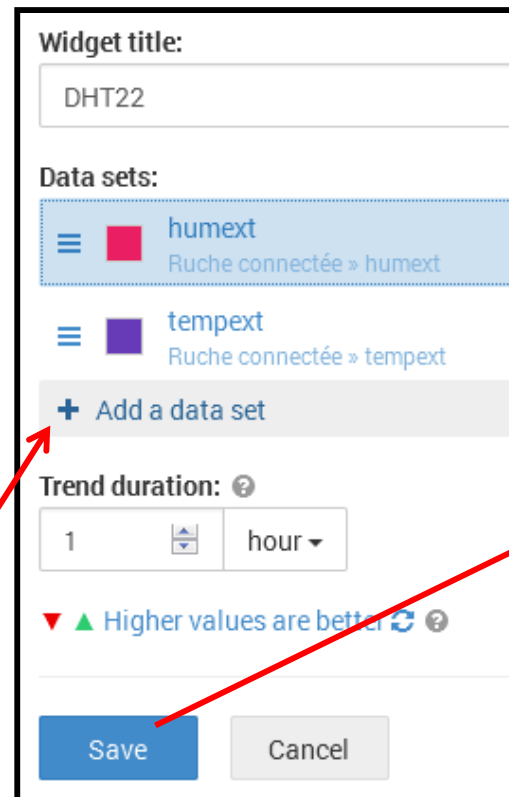 Widget title:
DHT22
Data sets:
humext
Ruche connectée » humext
tempext
Ruche connectée » tempext
+ Add a data set
Trend duration: ?
1 hour
Higher values are better ?
Save Cancel